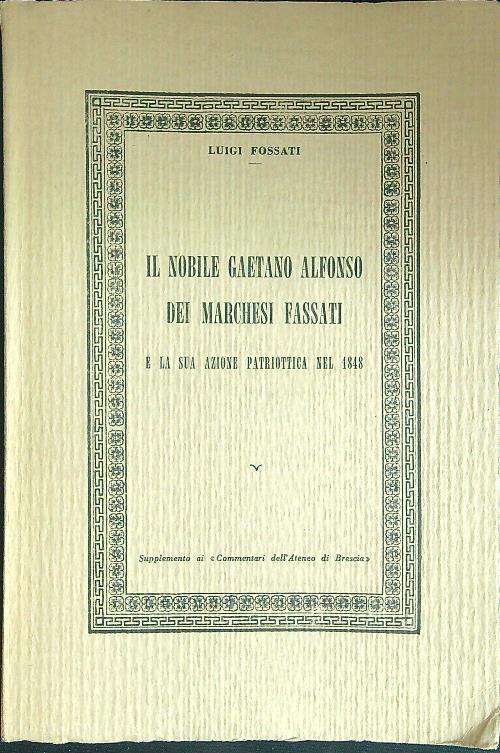 LUIGI FOSSATI
IL NOBILE GAETANO ALFONSO
DEI MARCHESI FASSATI
E LA SUA AZIONE PATRIOTTICA NEL 1848
Supplemento ai «Commentari dell'Ateneo di Brescia»